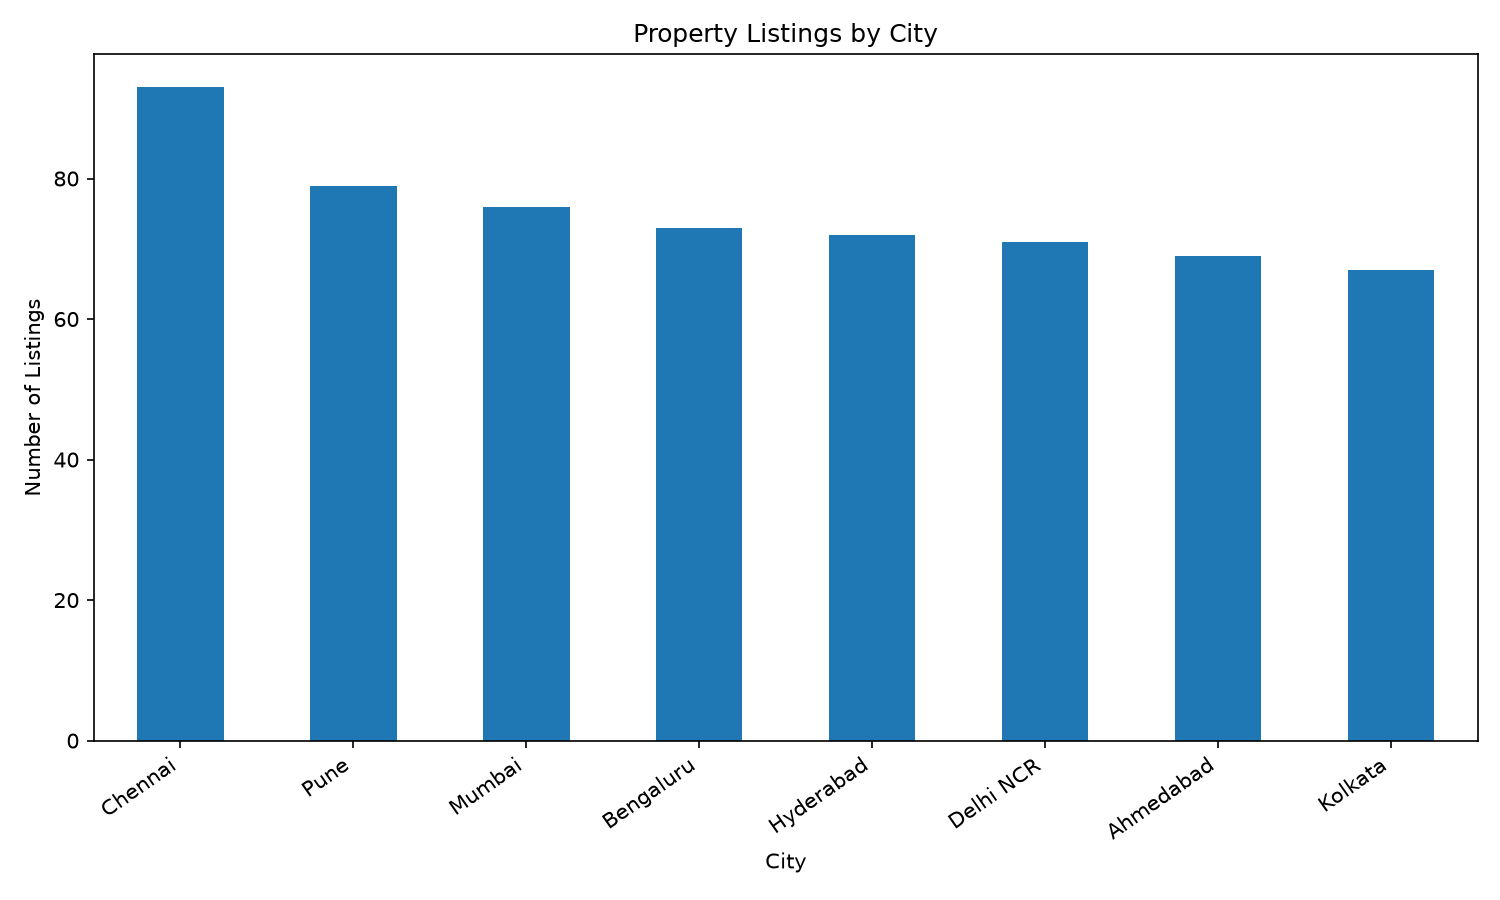 Property Listings by City
Number of Listings
80
60
40
20
0
Chennai
Pune
Mumbai
Bengaluru
Hyderabad
Delhi NCR
Ahmedabad
Kolkata
City